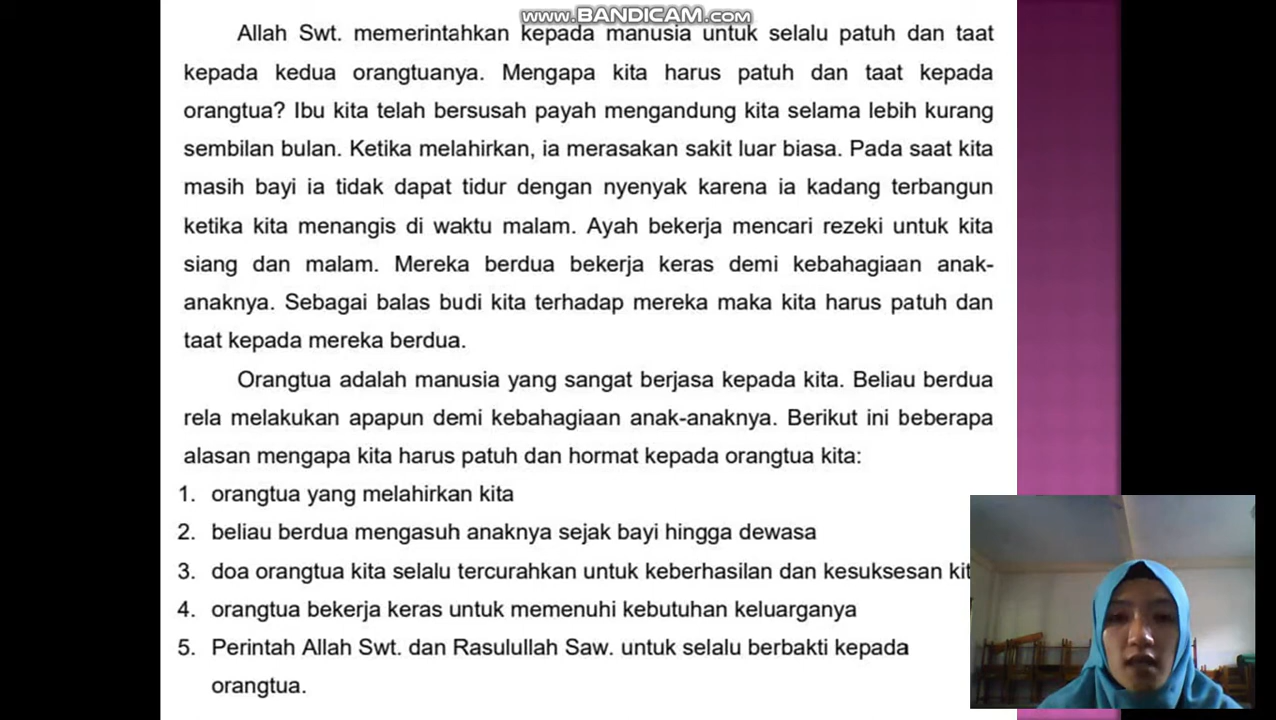 www.BANDICAM.com
Allah Swt. memerintahkan kepada manusia untuk selalu patuh dan taat
kepada kedua orangtuanya. Mengapa kita harus patuh dan taat kepada
orangtua? Ibu kita telah bersusah payah mengandung kita selama lebih kurang
sembilan bulan. Ketika melahirkan, ia merasakan sakit luar biasa. Pada saat kita
masih bayi ia tidak dapat tidur dengan nyenyak karena ia kadang terbangun
ketika kita menangis di waktu malam. Ayah bekerja mencari rezeki untuk kita
siang dan malam. Mereka berdua bekerja keras demi kebahagiaan anak-
anaknya. Sebagai balas budi kita terhadap mereka maka kita harus patuh dan
taat kepada mereka berdua.
Orangtua adalah manusia yang sangat berjasa kepada kita. Beliau berdua
rela melakukan apapun demi kebahagiaan anak-anaknya. Berikut ini beberapa
alasan mengapa kita harus patuh dan hormat kepada orangtua kita:
1. orangtua yang melahirkan kita
2. beliau berdua mengasuh anaknya sejak bayi hingga dewasa
3. doa orangtua kita selalu tercurahkan untuk keberhasilan dan kesuksesan kit
4. orangtua bekerja keras untuk memenuhi kebutuhan keluarganya
5. Perintah Allah Swt. dan Rasulullah Saw. untuk selalu berbakti kepada
orangtua.